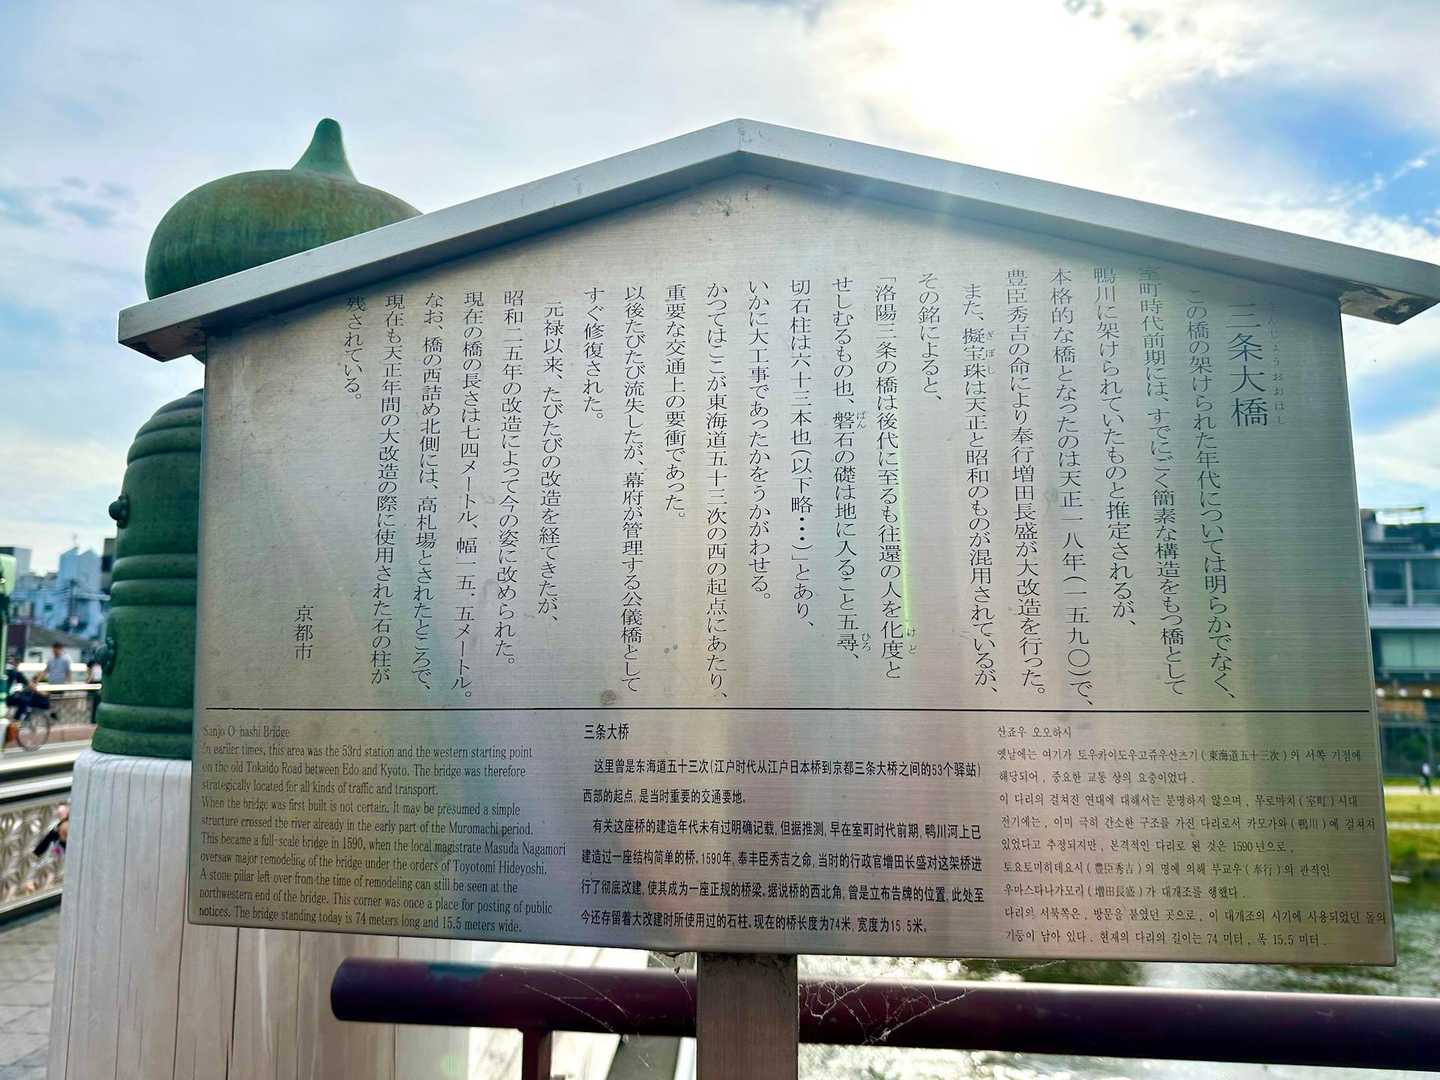 三条大橋
さんじょうおおはし
この橋の架けられた年代については明らかでなく、
室町時代前期には、すでにごく簡素な構造をもつ橋として
鴨川に架けられていたものと推定されるが、
本格的な橋となったのは天正一八年(一五九〇)で、
豊臣秀吉の命により奉行増田長盛が大改造を行った。
また、擬宝珠は天正と昭和のものが混用されているが、
ぎぼし
その銘によると、
「洛陽三条の橋は後代に至るも往還の人を化度と
けど
せしむるもの也、磐石の礎は地に入ること五尋、
ばん
ひろ
切石柱は六十三本也(以下略・・・)」とあり、
いかに大工事であったかをうかがわせる。
かつてはここが東海道五十三次の西の起点にあたり、
重要な交通上の要衝であった。
以後たびたび流失したが、幕府が管理する公儀橋として
すぐ修復された。
元禄以来、たびたびの改造を経てきたが、
昭和二五年の改造によって今の姿に改められた。
現在の橋の長さは七四メートル、幅一五．五メートル。
なお、橋の西詰め北側には、高札場とされたところで、
現在も天正年間の大改造の際に使用された石の柱が
残されている。
京都市
Sanjo O-hashi Bridge
In earlier times, this area was the 53rd station and the western starting point
on the old Tokaido Road between Edo and Kyoto. The bridge was therefore
strategically located for all kinds of traffic and transport.
When the bridge was first built is not certain. It may be presumed a simple
structure crossed the river already in the early part of the Muromachi period.
This became a full-scale bridge in 1590, when the local magistrate Masuda Nagamori
oversaw major remodeling of the bridge under the orders of Toyotomi Hideyoshi.
A stone pillar left over from the time of remodeling can still be seen at the
northwestern end of the bridge. This corner was once a place for posting of public
notices. The bridge standing today is 74 meters long and 15.5 meters wide.
三条大桥
这里曾是东海道五十三次(江户时代从江户日本桥到京都三条大桥之间的53个驿站)
西部的起点，是当时重要的交通要地。
有关这座桥的建造年代未有过明确记载，但据推测，早在室町时代前期，鸭川河上已
建造过一座结构简单的桥。1590年，奉丰臣秀吉之命，当时的行政官增田长盛对这架桥进
行了彻底改建，使其成为一座正规的桥梁。据说桥的西北角，曾是立布告牌的位置，此处至
今还存留着大改建时所使用过的石柱。现在的桥长度为74米，宽度为15.5米。
산죠우 오오하시
옛날에는 여기가 토우카이도우고쥬우산츠기(東海道五十三次)의 서쪽 기점에
해당되어, 중요한 교통 상의 요충이었다.
이 다리의 걸쳐진 연대에 대해서는 분명하지 않으며, 무로마치(室町)시대
전기에는, 이미 극히 간소한 구조를 가진 다리로서 카모가와(鴨川)에 걸쳐져
있었다고 추정되지만, 본격적인 다리로 된 것은 1590년으로,
토요토미히데요시(豊臣秀吉)의 명에 의해 부교우(奉行)의 관적인
우마스타나가모리(増田長盛)가 대개조를 행했다.
다리의 서북쪽은, 방문을 붙였던 곳으로, 이 대개조의 시기에 사용되었던 돌의
기둥이 남아 있다. 현재의 다리의 길이는 74 미터, 폭 15.5 미터.